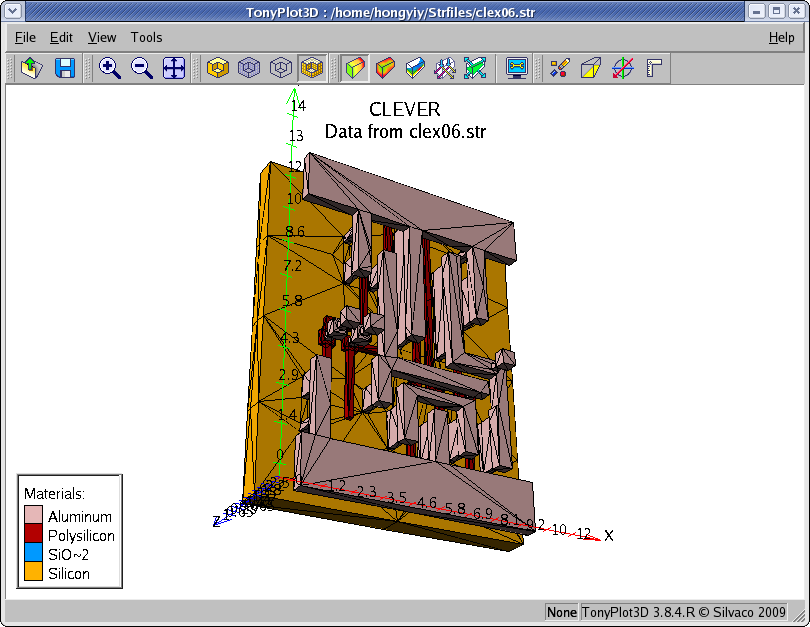 TonyPlot3D : /home/hongyiy/Strfiles/clex06.str
File Edit View Tools Help
CLEVER
Data from clex06.str
14
13
12
10
8.6
7.2
5.8
4.3
2.9
1.4
0
1.2 2.3 3.5 4.6 5.8 6.9 8.1 9.2 10 12 X
Z
Materials:
Aluminum
Polysilicon
SiO~2
Silicon
None TonyPlot3D 3.8.4.R © Silvaco 2009